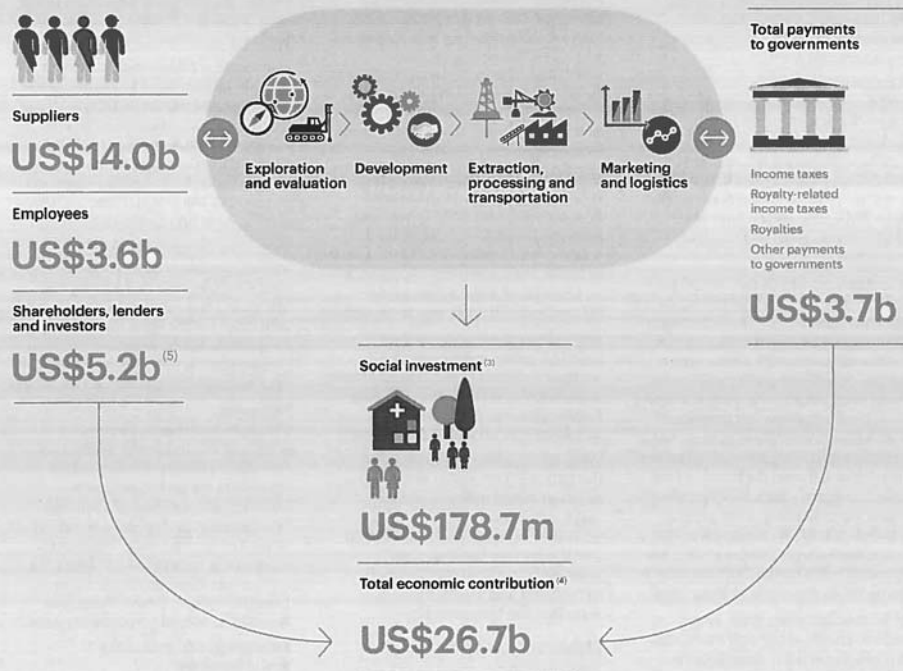 Suppliers
US$14.0b
Employees
US$3.6b
Shareholders, lenders
and investors
US$5.2b(5)
Exploration
and evaluation
Development
Extraction,
processing and
transportation
Marketing
and logistics
Total payments
to governments
Income taxes
Royalty-related
income taxes
Royalties
Other payments
to governments
US$3.7b
Social investment(3)
US$178.7m
Total economic contribution(4)
US$26.7b